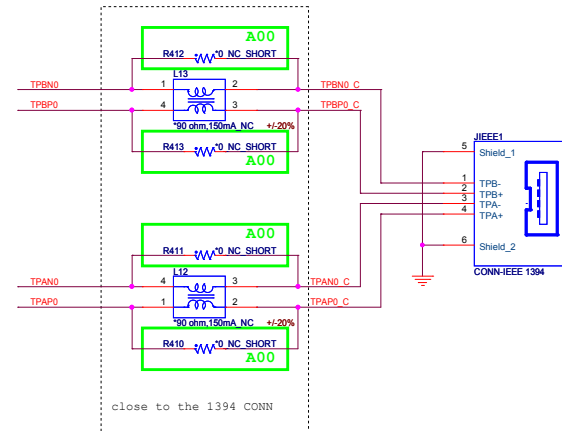 A00
R412 *0_NC_SHORT
L13
TPBN0 1 2 TPBN0_C
TPBP0 4 3 TPBP0_C
*90 ohm,150mA_NC +/-20%
R413 *0_NC_SHORT
A00
JIEEE1
5 Shield_1
1 TPB-
2 TPB+
3 TPA-
4 TPA+
6 Shield_2
CONN-IEEE 1394
A00
R411 *0_NC_SHORT
L12
TPAN0 4 3 TPAN0_C
TPAP0 1 2 TPAP0_C
*90 ohm,150mA_NC +/-20%
R410 *0_NC_SHORT
A00
close to the 1394 CONN